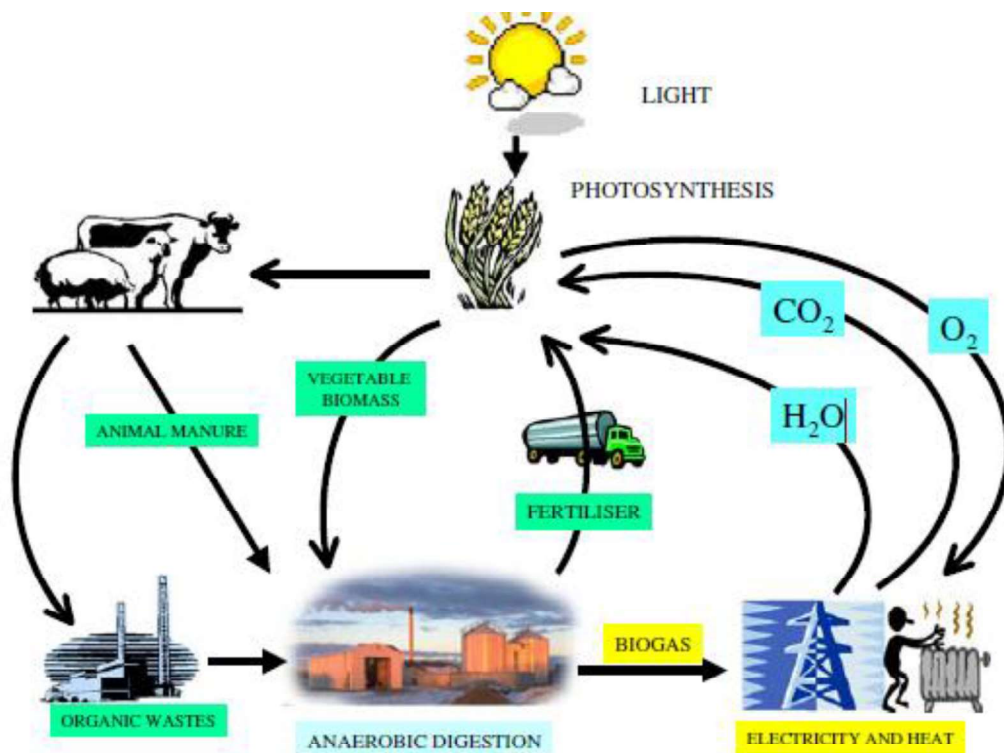 LIGHT
PHOTOSYNTHESIS
CO₂
O₂
VEGETABLE
BIOMASS
H₂O
ANIMAL MANURE
FERTILISER
BIOGAS
ORGANIC WASTES
ANAEROBIC DIGESTION
ELECTRICITY AND HEAT